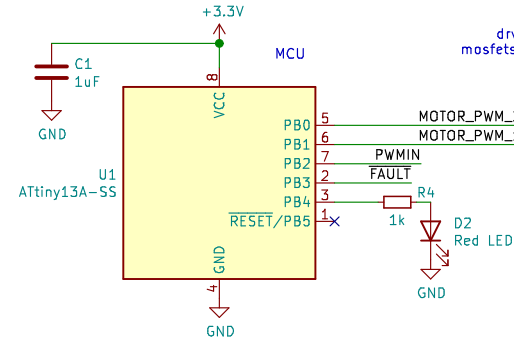 +3.3V
MCU
drv
mosfets
C1
1uF
GND
8
VCC
U1
ATtiny13A-SS
PB0 5 MOTOR_PWM_
PB1 6 MOTOR_PWM_
PB2 7 PWMIN
PB3 2 FAULT
PB4 3
RESET/PB5 1
R4
1k
D2
Red LED
GND
GND
4
GND